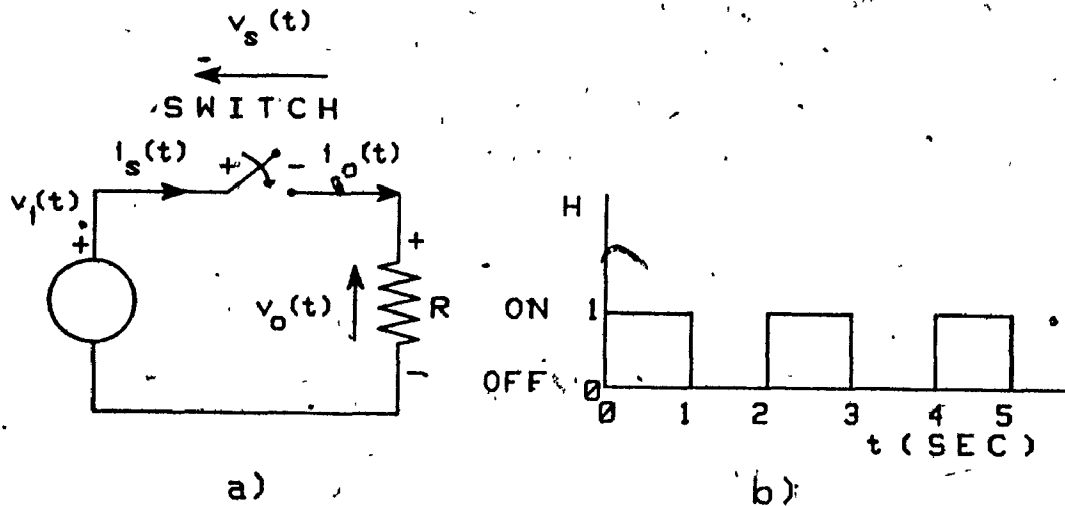 v_s(t)
-
SWITCH
i_s(t) + - i_o(t)
v_i(t)
+
+
v_o(t) R
-
a)
H
ON 1
OFF 0
0 1 2 3 4 5
t (SEC)
b)